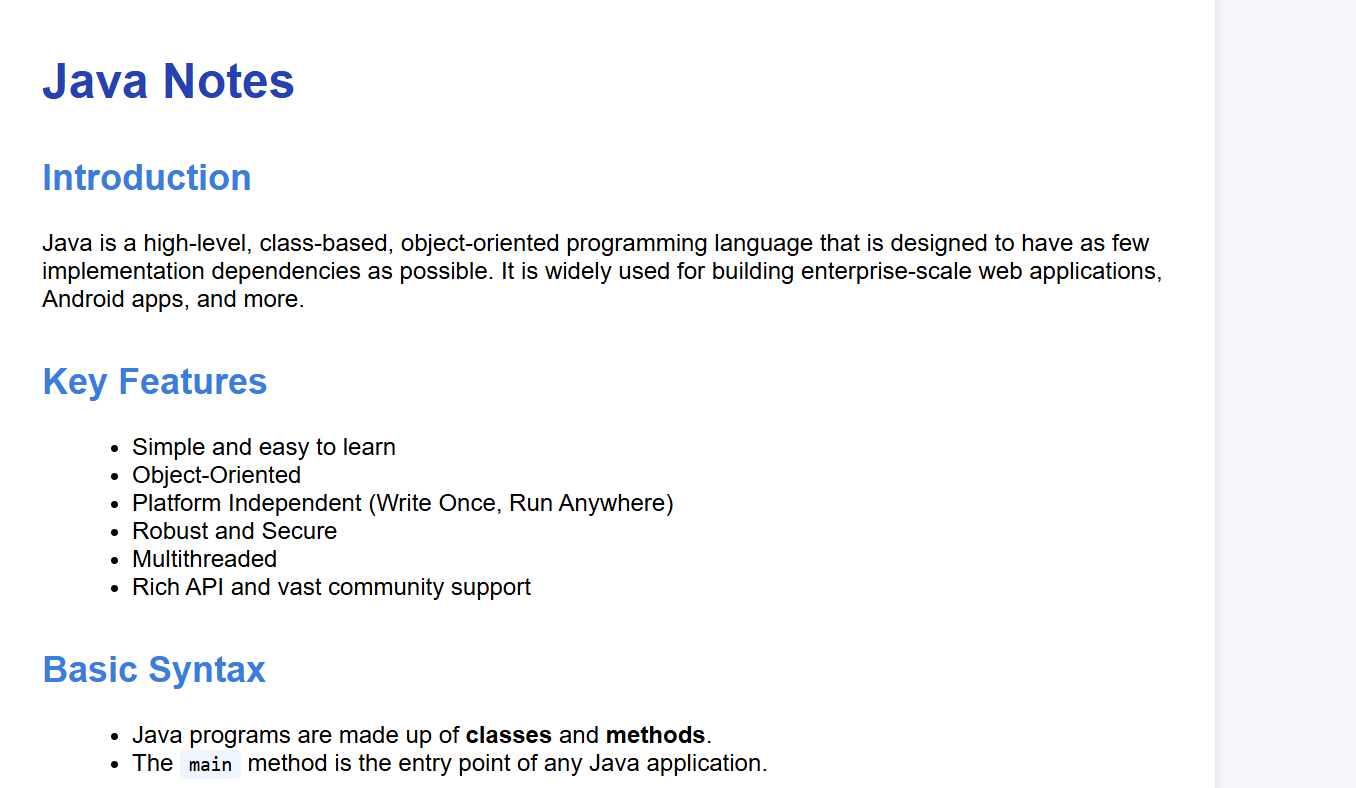 Java Notes
Introduction
Java is a high-level, class-based, object-oriented programming language that is designed to have as few
implementation dependencies as possible. It is widely used for building enterprise-scale web applications,
Android apps, and more.
Key Features
• Simple and easy to learn
• Object-Oriented
• Platform Independent (Write Once, Run Anywhere)
• Robust and Secure
• Multithreaded
• Rich API and vast community support
Basic Syntax
• Java programs are made up of classes and methods.
• The main method is the entry point of any Java application.